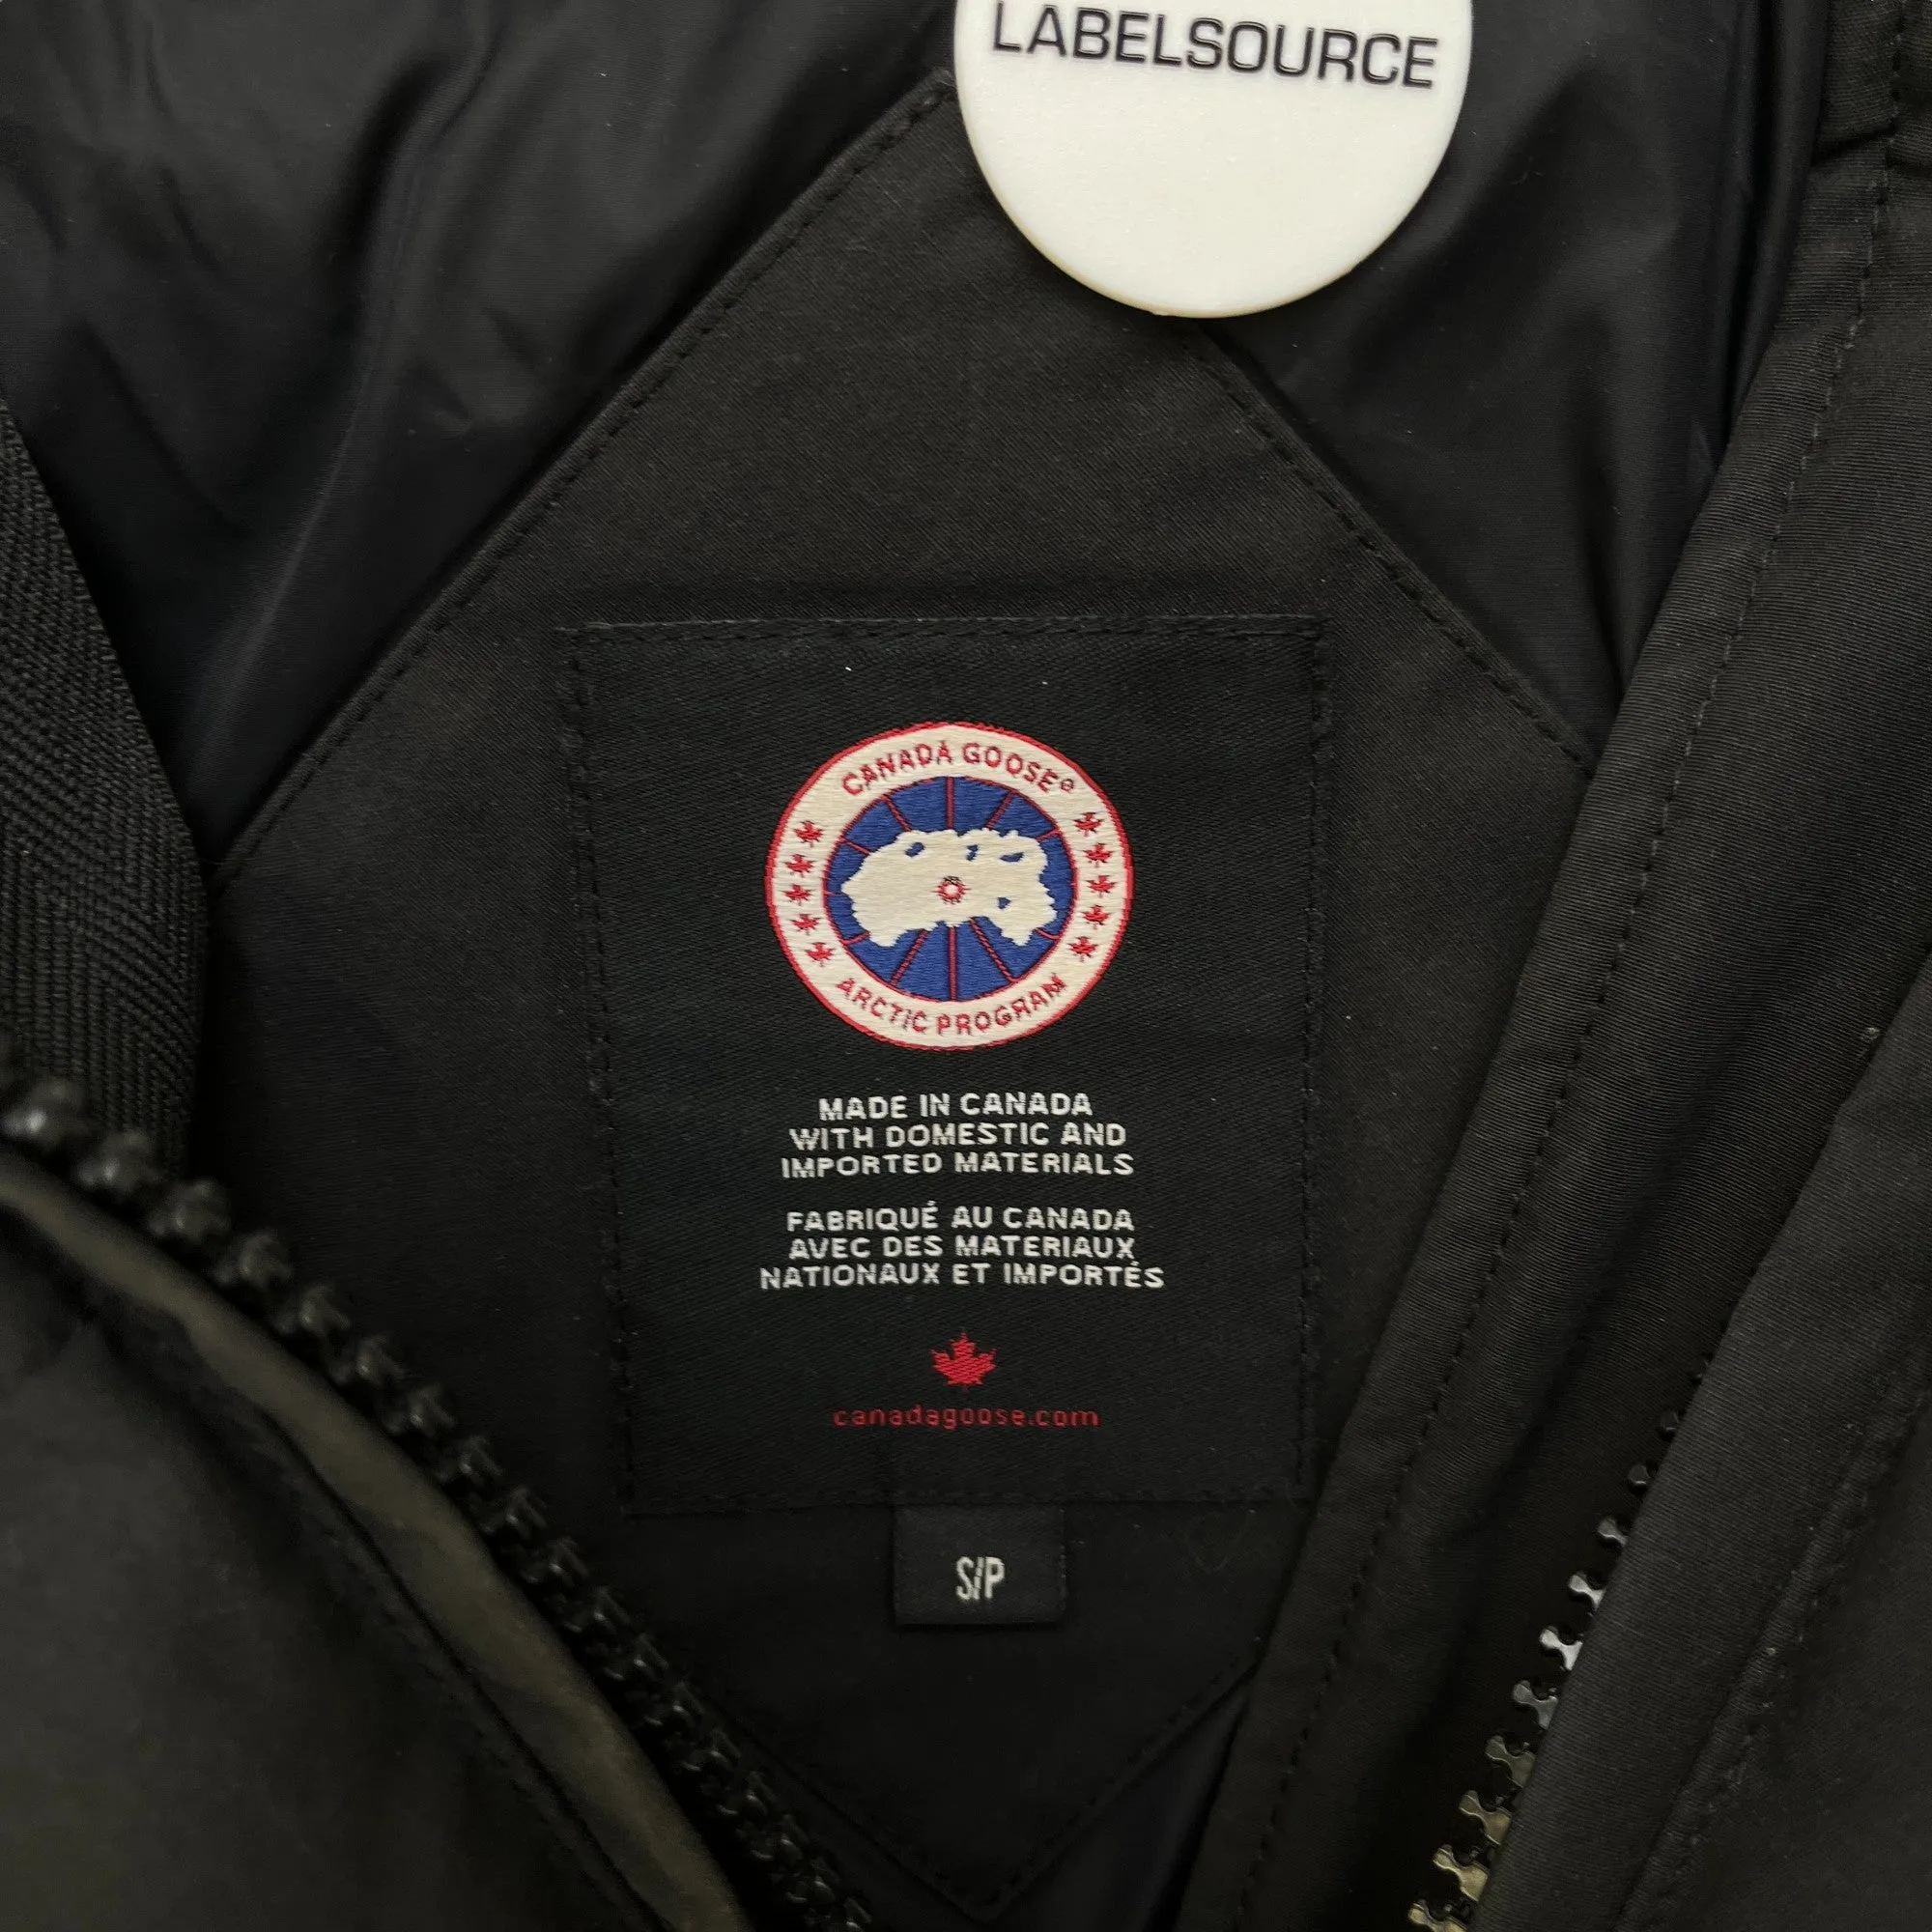 LABELSOURCE
CANADA GOOSE®
ARCTIC PROGRAM
MADE IN CANADA
WITH DOMESTIC AND
IMPORTED MATERIALS
FABRIQUÉ AU CANADA
AVEC DES MATERIAUX
NATIONAUX ET IMPORTÉS
canadagoose.com
S/P